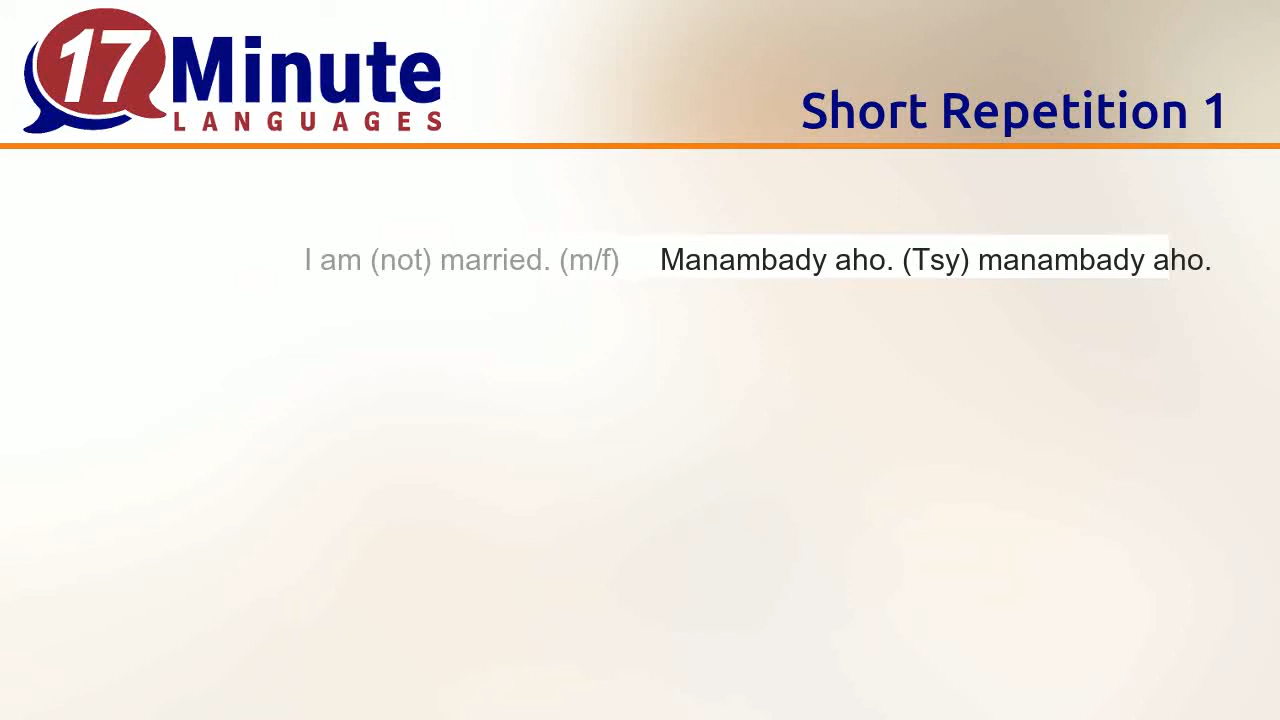 17 Minute
LANGUAGES
Short Repetition 1
I am (not) married. (m/f) Manambady aho. (Tsy) manambady aho.